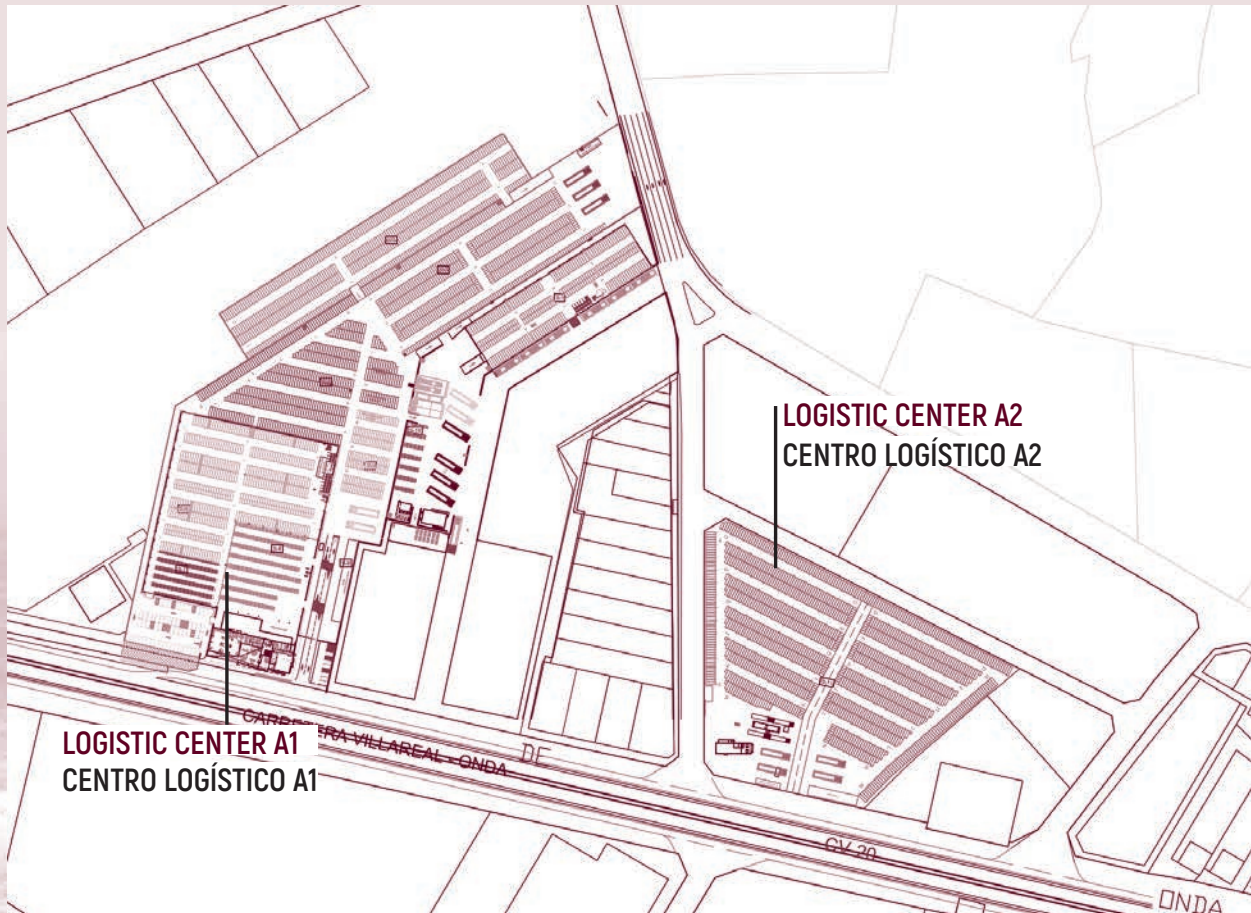 LOGISTIC CENTER A2
CENTRO LOGÍSTICO A2
LOGISTIC CENTER A1
CENTRO LOGÍSTICO A1
CARRETERA VILLAREAL - ONDA
DE
CV 20
ONDA